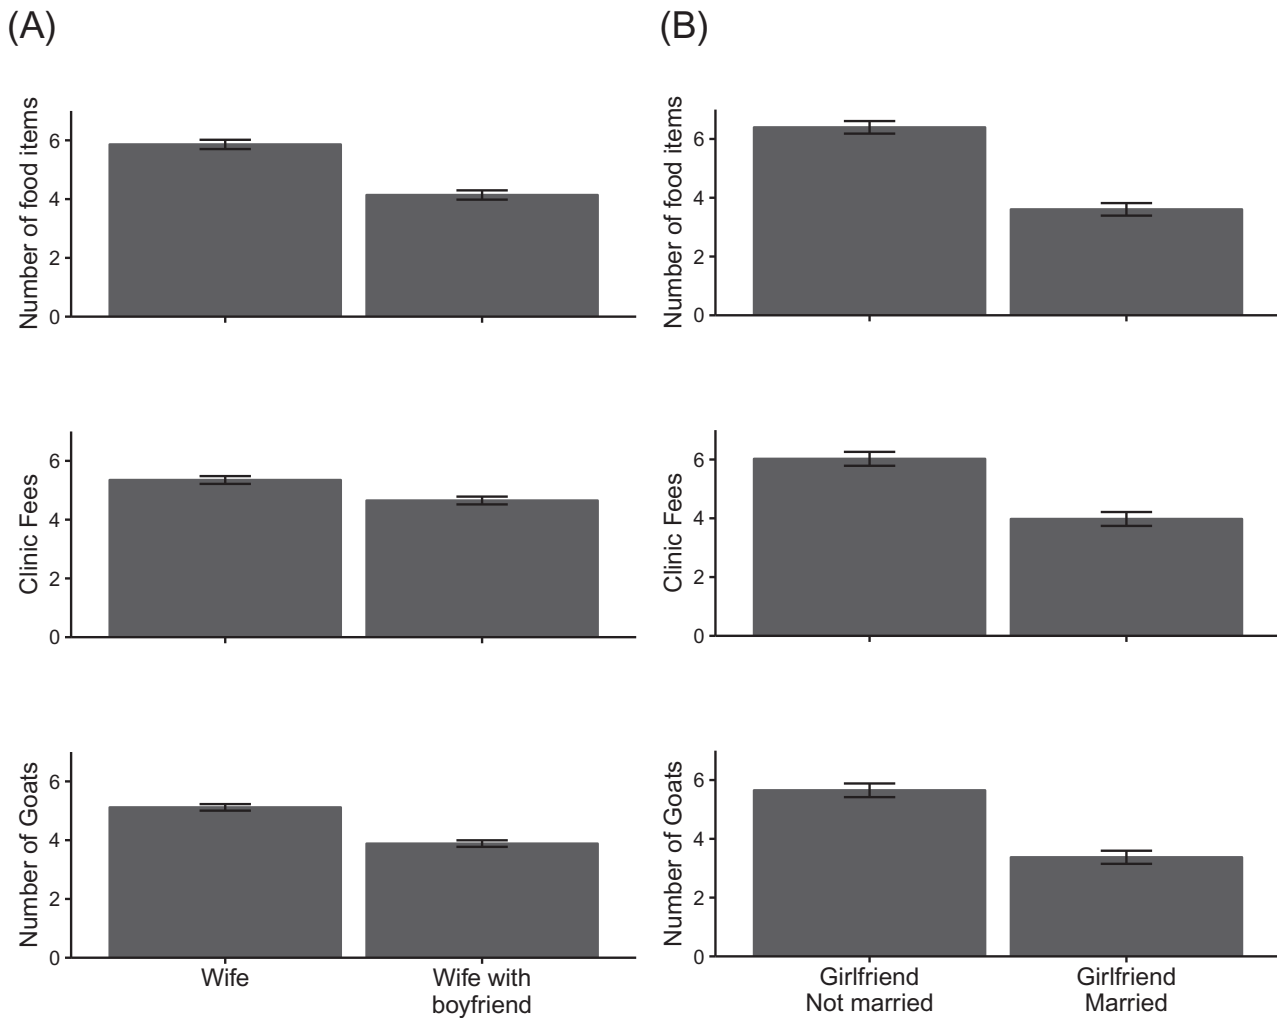 (A)
(B)
Number of food items
6
4
2
0
Number of food items
6
4
2
0
Clinic Fees
6
4
2
0
Clinic Fees
6
4
2
0
Number of Goats
6
4
2
0
Number of Goats
6
4
2
0
Wife
Wife with
boyfriend
Girlfriend
Not married
Girlfriend
Married